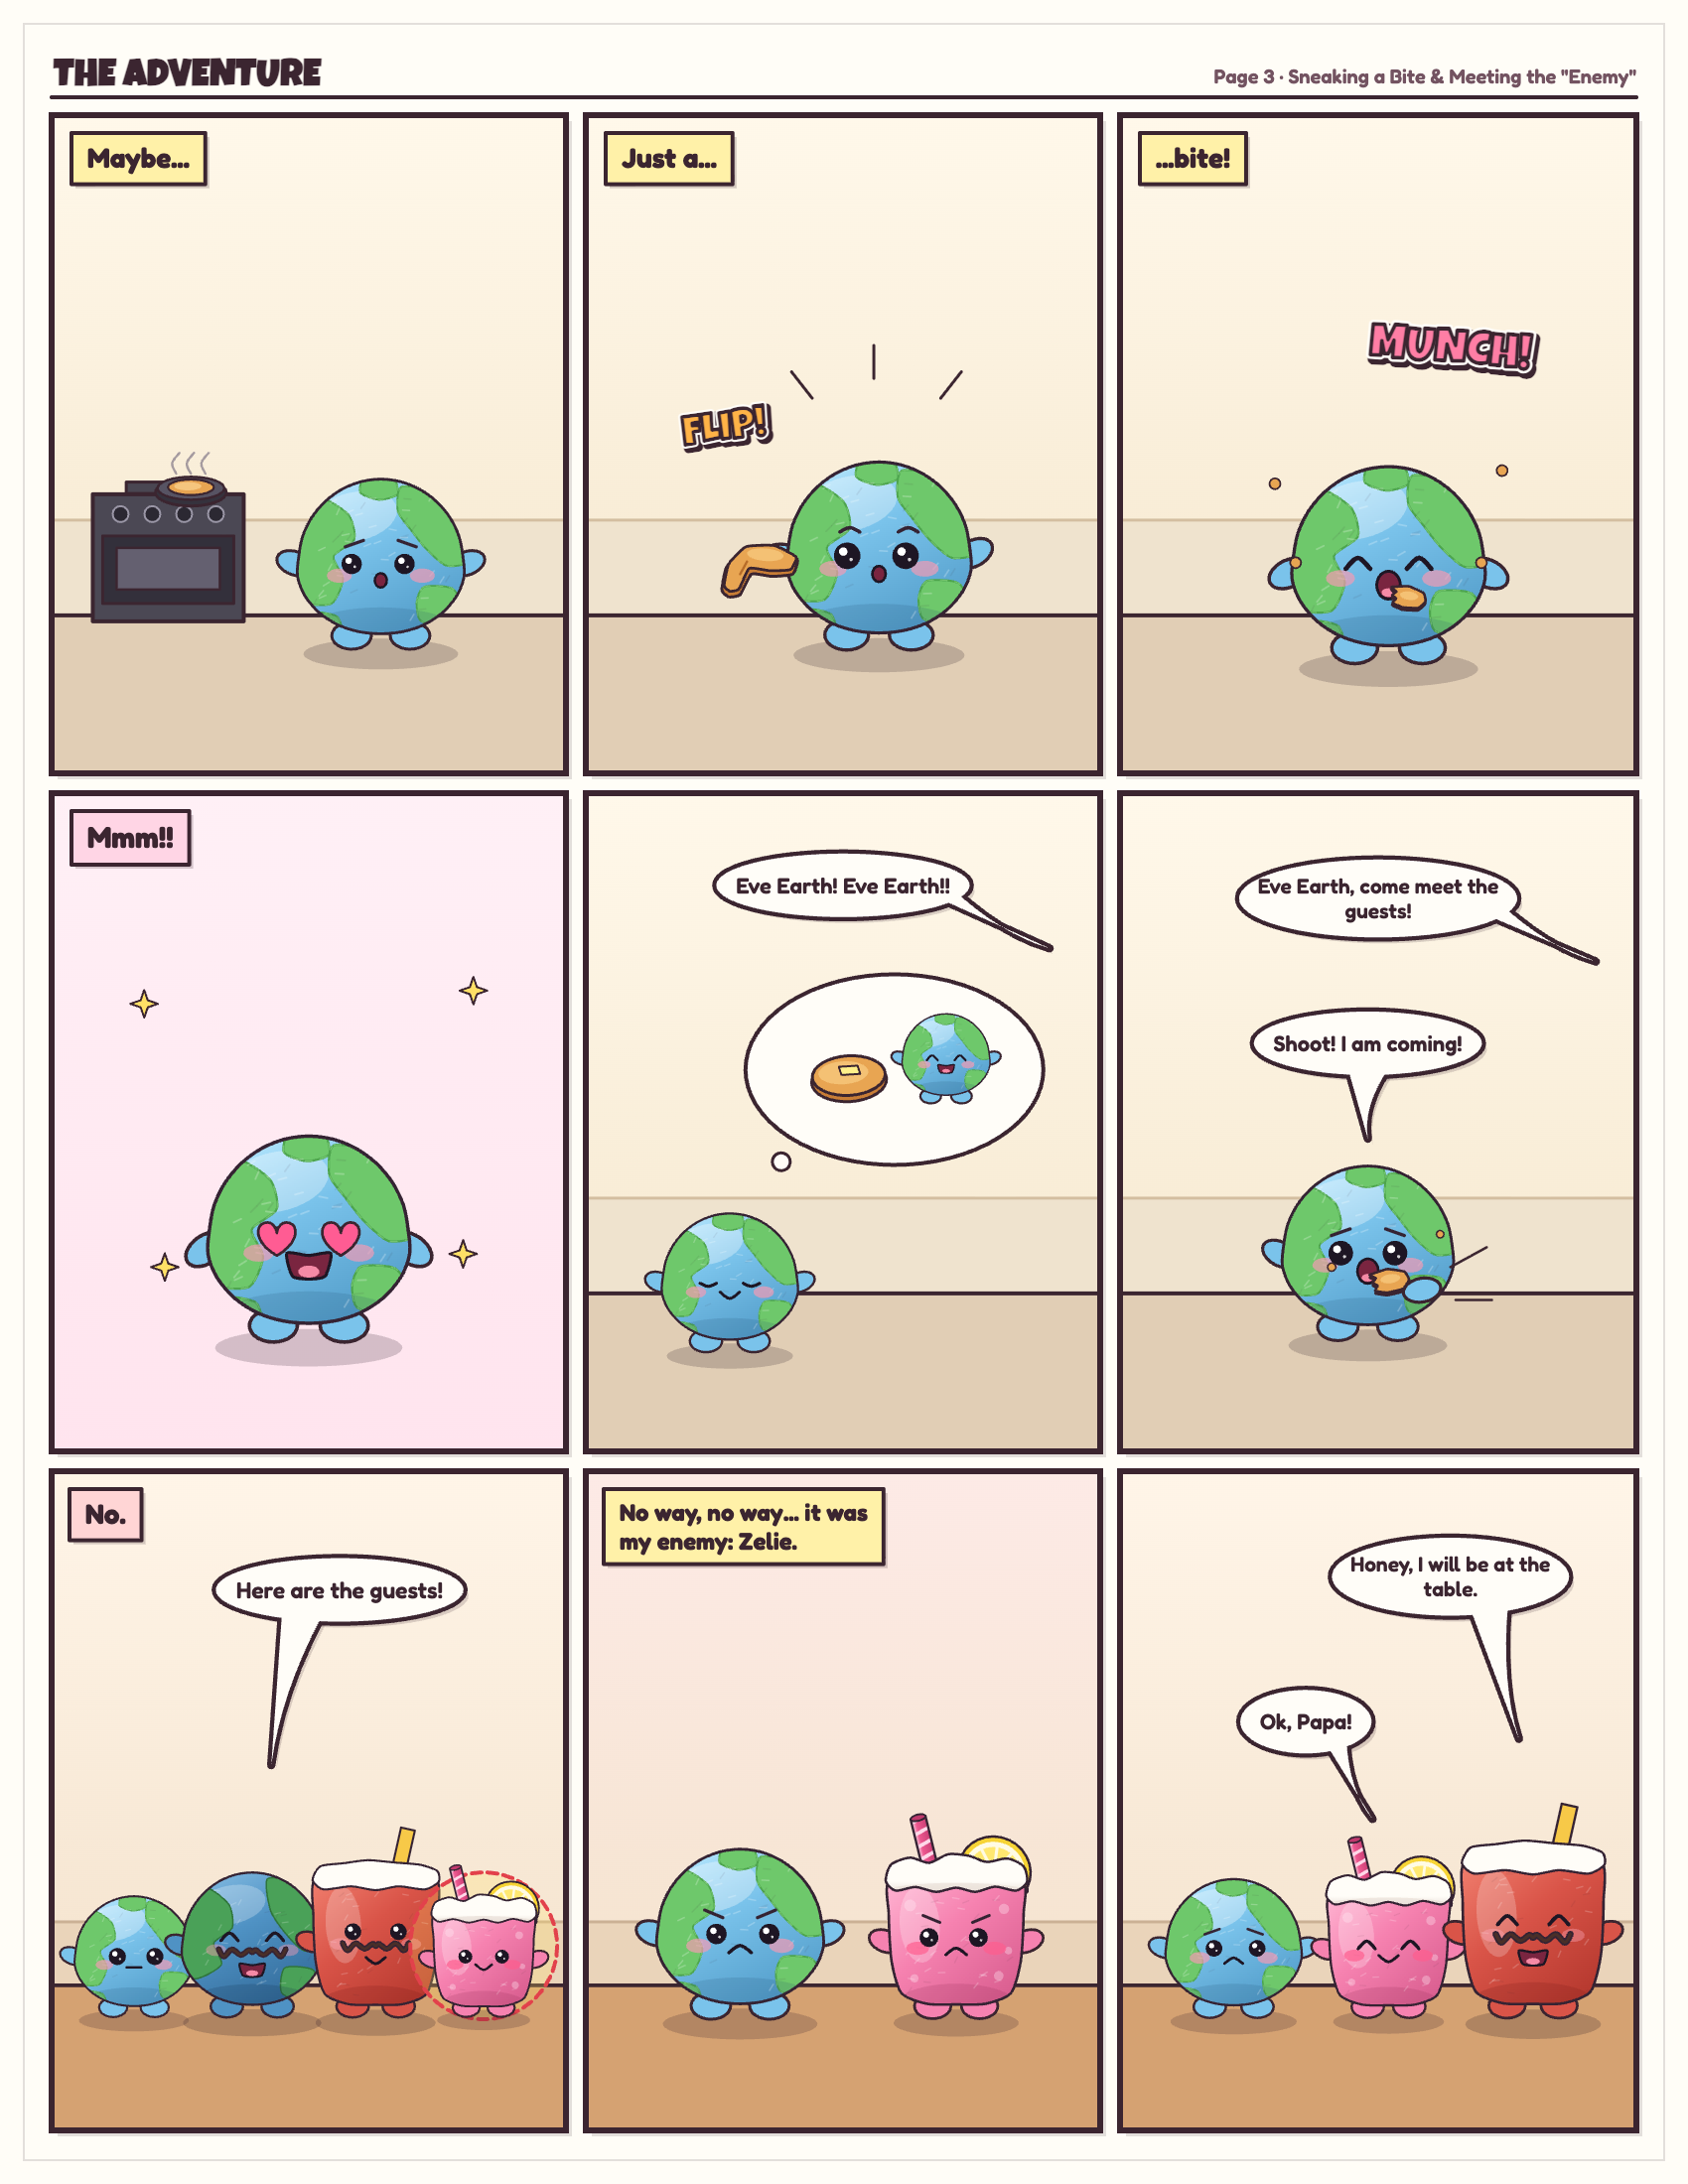 THE ADVENTURE
Page 3 · Sneaking a Bite & Meeting the "Enemy"
Maybe...
Just a...
FLIP!
...bite!
MUNCH!
Mmm!!
Eve Earth! Eve Earth!!
Eve Earth, come meet the
guests!
Shoot! I am coming!
No.
Here are the guests!
No way, no way... it was
my enemy: Zelie.
Honey, I will be at the
table.
Ok, Papa!